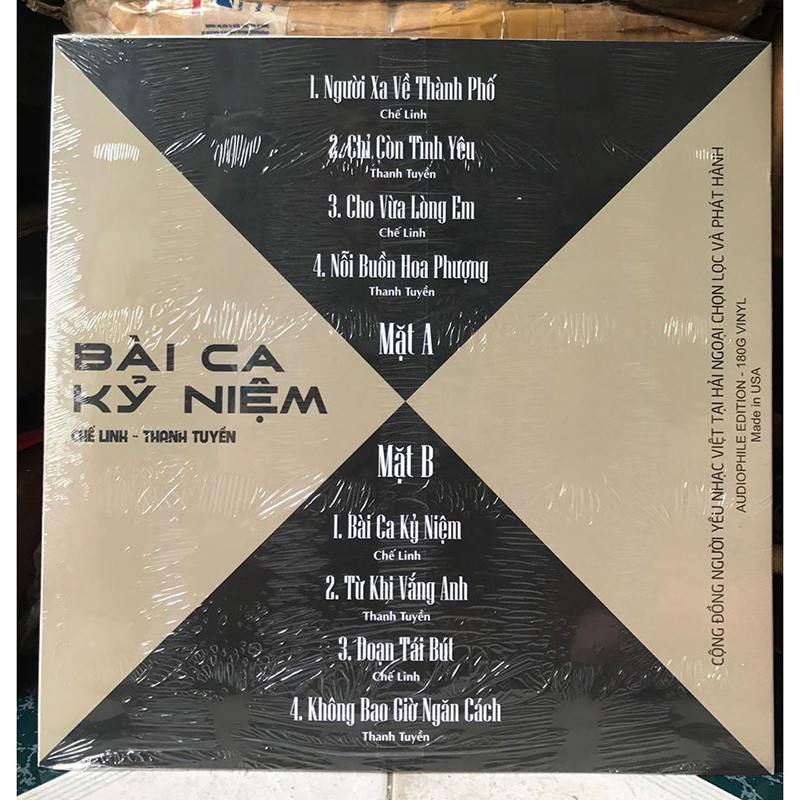 1. Người Xa Về Thành Phố
Chế Linh
2. Chỉ Còn Tình Yêu
Thanh Tuyền
3. Cho Vừa Lòng Em
Chế Linh
4. Nỗi Buồn Hoa Phượng
Thanh Tuyền
Mặt A
BÀI CA
KỶ NIỆM
CHẾ LINH - THANH TUYỀN
Mặt B
1. Bài Ca Kỷ Niệm
Chế Linh
2. Từ Khi Vắng Anh
Thanh Tuyền
3. Đoạn Tái Bút
Chế Linh
4. Không Bao Giờ Ngăn Cách
Thanh Tuyền
CỘNG ĐỒNG NGƯỜI YÊU NHẠC VIỆT TẠI HẢI NGOẠI CHỌN LỌC VÀ PHÁT HÀNH
AUDIOPHILE EDITION - 180G VINYL
Made in USA